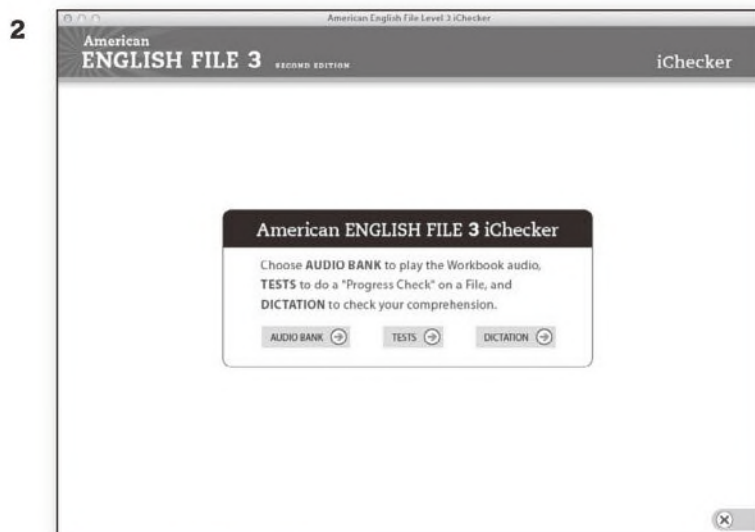 2
American English File Level 3 iChecker
American
ENGLISH FILE 3 SECOND EDITION
iChecker
American ENGLISH FILE 3 iChecker
Choose AUDIO BANK to play the Workbook audio,
TESTS to do a "Progress Check" on a File, and
DICTATION to check your comprehension.
AUDIO BANK TESTS DICTATION